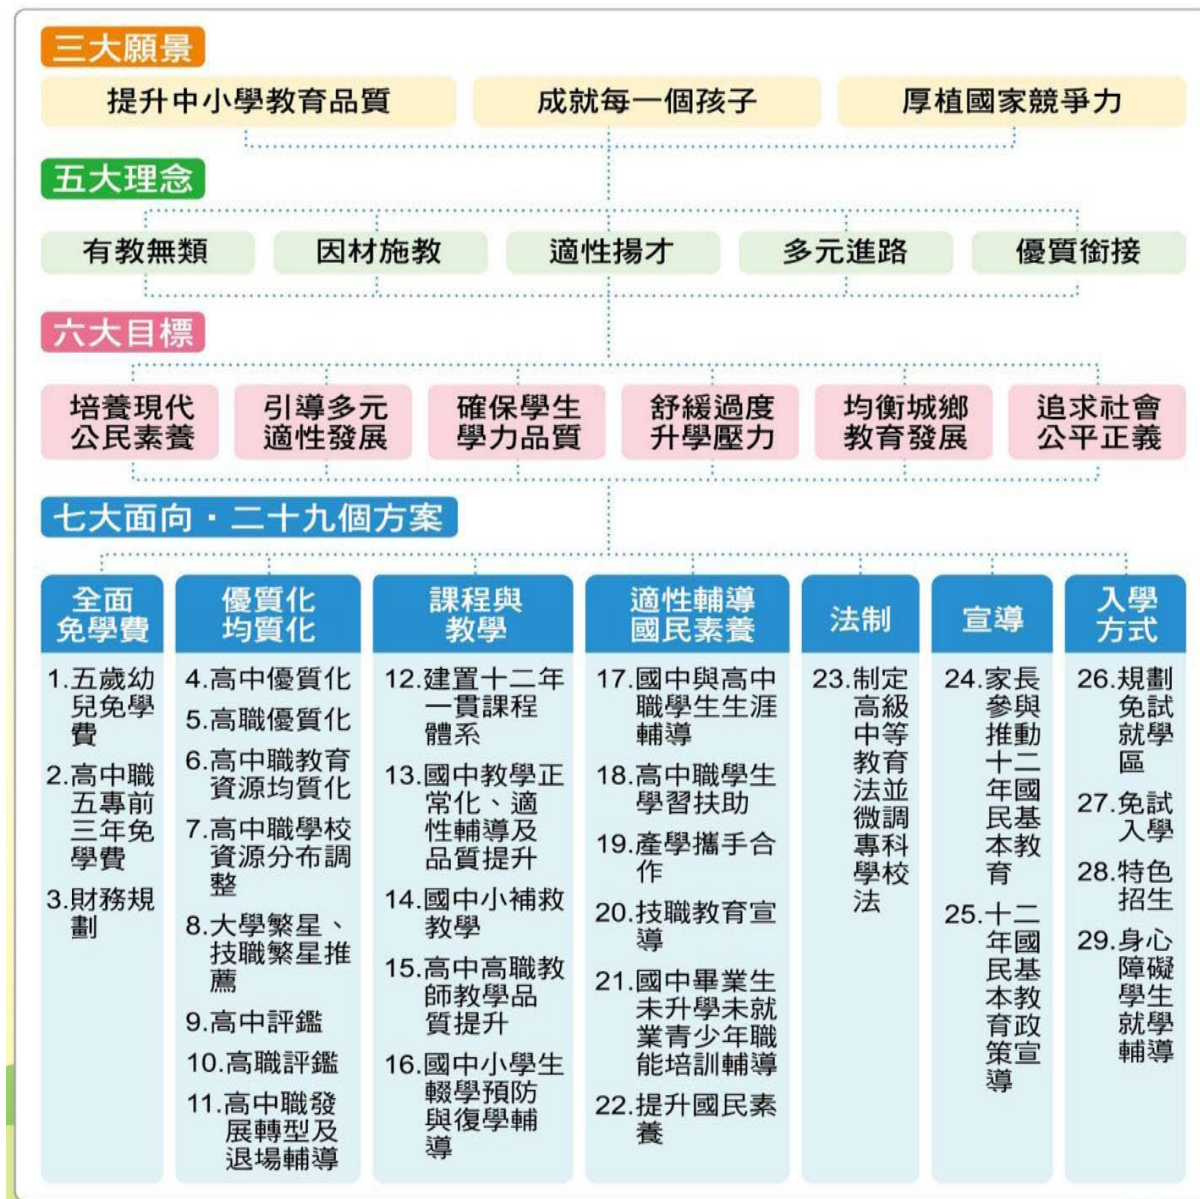 三大願景
提升中小學教育品質
成就每一個孩子
厚植國家競爭力
五大理念
有教無類
因材施教
適性揚才
多元進路
優質銜接
六大目標
培養現代
公民素養
引導多元
適性發展
確保學生
學力品質
舒緩過度
升學壓力
均衡城鄉
教育發展
追求社會
公平正義
七大面向・二十九個方案
全面
免學費
1.五歲幼
兒免學
費
2.高中職
五專前
三年免
學費
3.財務規
劃
優質化
均質化
4.高中優質化
5.高職優質化
6.高中職教育
資源均質化
7.高中職學校
資源分布調
整
8.大學繁星、
技職繁星推
薦
9.高中評鑑
10.高職評鑑
11.高中職發
展轉型及
退場輔導
課程與
教學
12.建置十二年
一貫課程
體系
13.國中教學正
常化、適
性輔導及
品質提升
14.國中小補救
教學
15.高中高職教
師教學品
質提升
16.國中小學生
輟學預防
與復學輔
導
適性輔導
國民素養
17.國中與高中
職學生生涯
輔導
18.高中職學生
學習扶助
19.產學攜手合
作
20.技職教育宣
導
21.國中畢業生
未升學未就
業青少年職
能培訓輔導
22.提升國民素
養
法制
23.制定
高級
中等
教育
法並
微調
專科
學校
法
宣導
24.家長
參與
推動
十二
年國
民基
本教
育
25.十二
年國
民基
本教
育政
策宣
導
入學
方式
26.規劃
免試
就學
區
27.免試
入學
28.特色
招生
29.身心
障礙
學生
就學
輔導